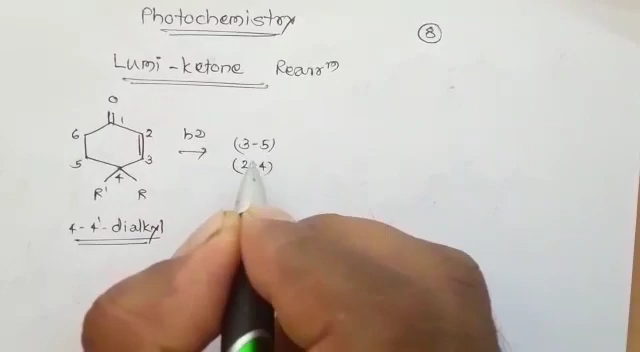 Photochemistry
8
Lumi-ketone Rearrⁿ
O
1
6 2
hν (3-5)
5 3
(2-4)
4
R' R
4-4'-dialkyl